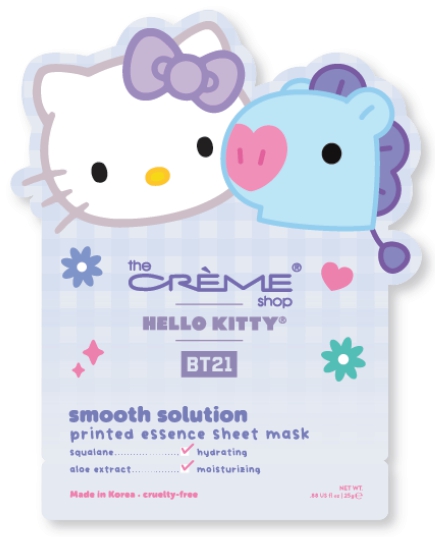 the
CRÈME®
shop
HELLO KITTY®
BT21
smooth solution
printed essence sheet mask
squalane..................✓ hydrating
aloe extract..............✓ moisturizing
Made in Korea • cruelty-free
NET WT.
.88 US fl oz | 25g℮